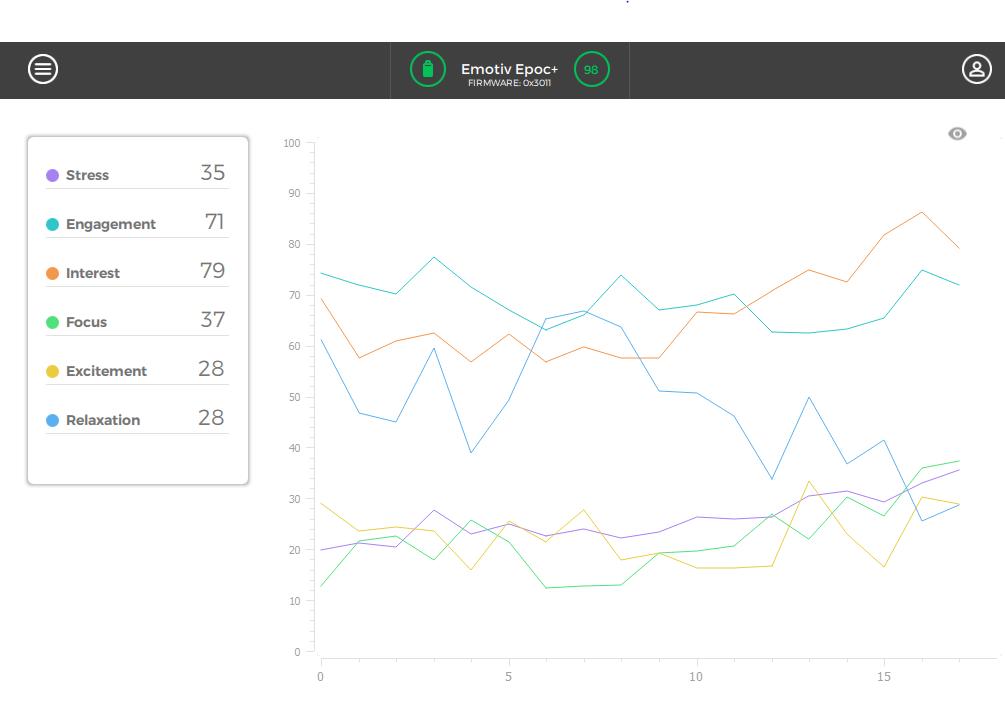 Emotiv Epoc+
FIRMWARE: 0x3011
98
Stress 35
Engagement 71
Interest 79
Focus 37
Excitement 28
Relaxation 28
100
90
80
70
60
50
40
30
20
10
0
0 5 10 15